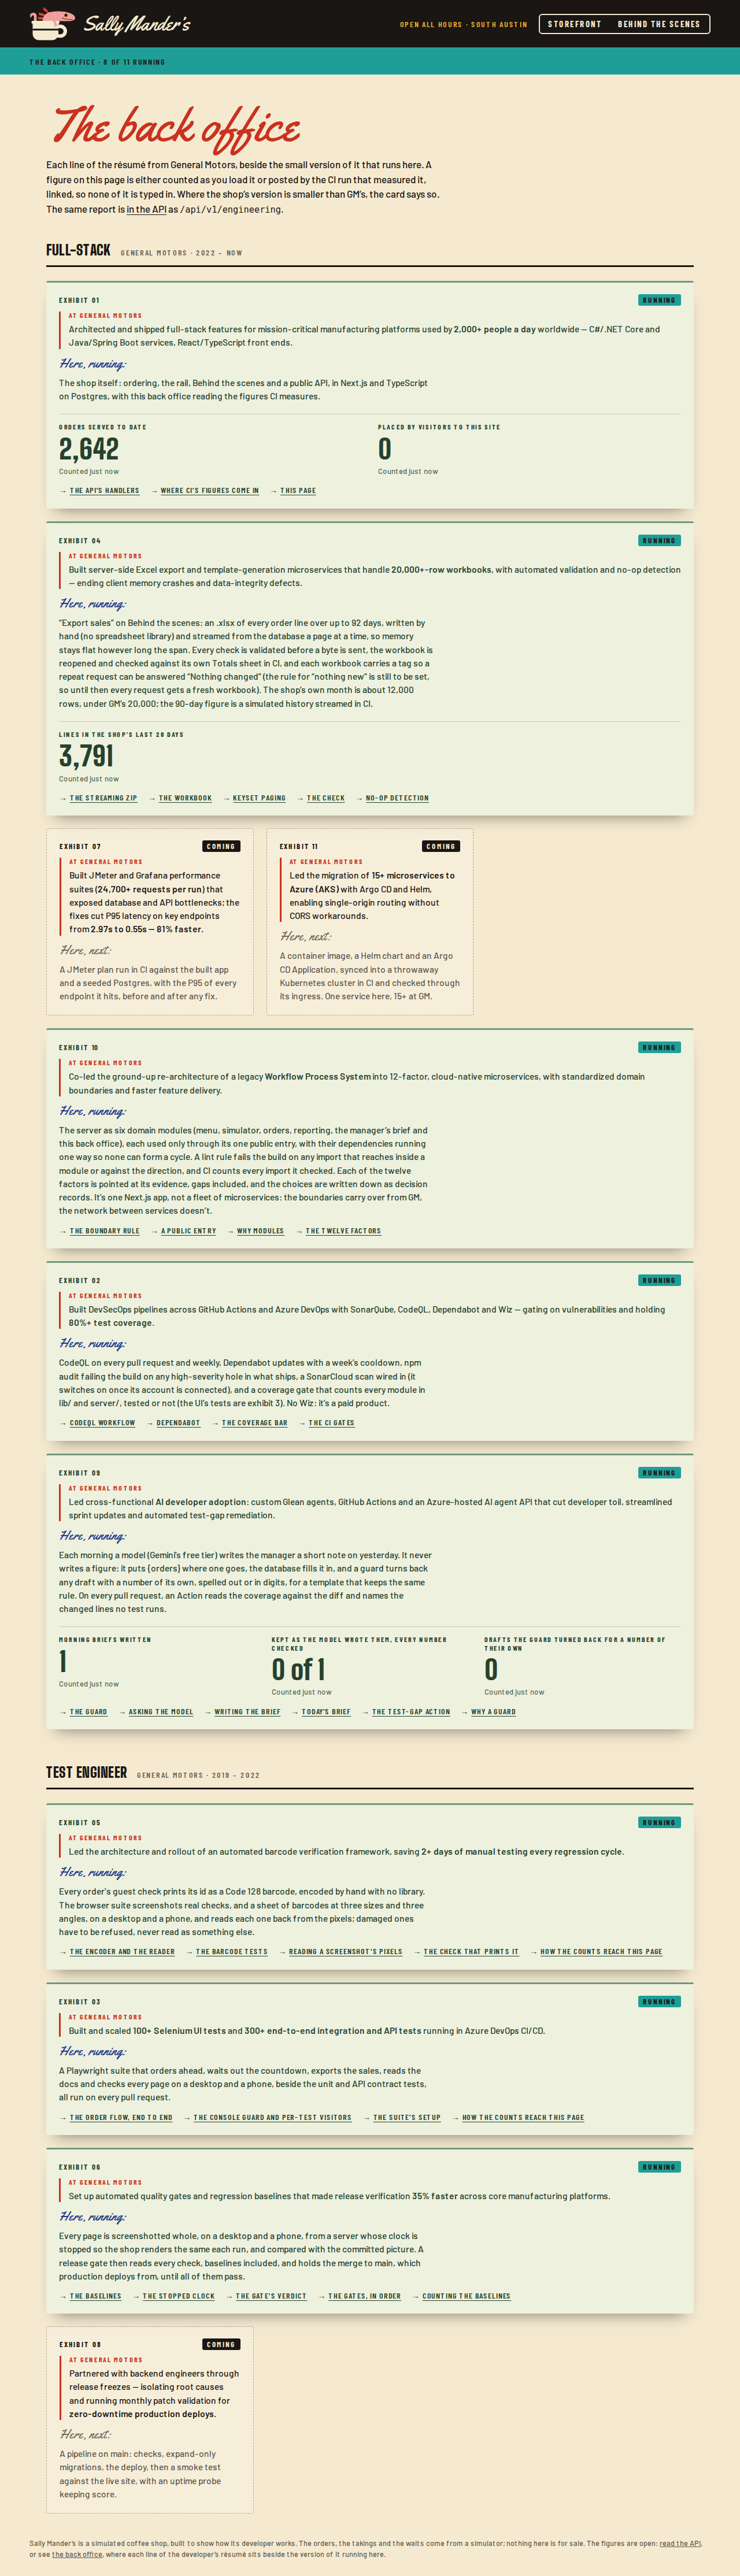 Sally Mander's
OPEN ALL HOURS · SOUTH AUSTIN
STOREFRONT
BEHIND THE SCENES
THE BACK OFFICE · 8 OF 11 RUNNING
The back office
Each line of the résumé from General Motors, beside the small version of it that runs here. A
figure on this page is either counted as you load it or posted by the CI run that measured it,
linked, so none of it is typed in. Where the shop's version is smaller than GM's, the card says so.
The same report is in the API as /api/v1/engineering.
FULL-STACK
GENERAL MOTORS · 2022 – NOW
EXHIBIT 01
RUNNING
AT GENERAL MOTORS
Architected and shipped full-stack features for mission-critical manufacturing platforms used by 2,000+ people a day worldwide — C#/.NET Core and
Java/Spring Boot services, React/TypeScript front ends.
Here, running:
The shop itself: ordering, the rail, Behind the scenes and a public API, in Next.js and TypeScript
on Postgres, with this back office reading the figures CI measures.
ORDERS SERVED TO DATE
PLACED BY VISITORS TO THIS SITE
2,642
0
Counted just now
Counted just now
→ THE API'S HANDLERS → WHERE CI'S FIGURES COME IN → THIS PAGE
EXHIBIT 04
RUNNING
AT GENERAL MOTORS
Built server-side Excel export and template-generation microservices that handle 20,000+-row workbooks, with automated validation and no-op detection
— ending client memory crashes and data-integrity defects.
Here, running:
"Export sales" on Behind the scenes: an .xlsx of every order line over up to 92 days, written by
hand (no spreadsheet library) and streamed from the database a page at a time, so memory
stays flat however long the span. Every check is validated before a byte is sent, the workbook is
reopened and checked against its own Totals sheet in CI, and each workbook carries a tag so a
repeat request can be answered "Nothing changed" (the rule for "nothing new" is still to be set,
so until then every request gets a fresh workbook). The shop's own month is about 12,000
rows, under GM's 20,000; the 90-day figure is a simulated history streamed in CI.
LINES IN THE SHOP'S LAST 28 DAYS
3,791
Counted just now
→ THE STREAMING ZIP → THE WORKBOOK → KEYSET PAGING → THE CHECK → NO-OP DETECTION
EXHIBIT 07
COMING
AT GENERAL MOTORS
Built JMeter and Grafana performance
suites (24,700+ requests per run) that
exposed database and API bottlenecks; the
fixes cut P95 latency on key endpoints
from 2.97s to 0.55s — 81% faster.
Here, next:
A JMeter plan run in CI against the built app
and a seeded Postgres, with the P95 of every
endpoint it hits, before and after any fix.
EXHIBIT 11
COMING
AT GENERAL MOTORS
Led the migration of 15+ microservices to
Azure (AKS) with Argo CD and Helm,
enabling single-origin routing without
CORS workarounds.
Here, next:
A container image, a Helm chart and an Argo
CD Application, synced into a throwaway
Kubernetes cluster in CI and checked through
its ingress. One service here, 15+ at GM.
EXHIBIT 10
RUNNING
AT GENERAL MOTORS
Co-led the ground-up re-architecture of a legacy Workflow Process System into 12-factor, cloud-native microservices, with standardized domain
boundaries and faster feature delivery.
Here, running:
The server as six domain modules (menu, simulator, orders, reporting, the manager's brief and
this back office), each used only through its one public entry, with their dependencies running
one way so none can form a cycle. A lint rule fails the build on any import that reaches inside a
module or against the direction, and CI counts every import it checked. Each of the twelve
factors is pointed at its evidence, gaps included, and the choices are written down as decision
records. It's one Next.js app, not a fleet of microservices: the boundaries carry over from GM,
the network between services doesn't.
→ THE BOUNDARY RULE → A PUBLIC ENTRY → WHY MODULES → THE TWELVE FACTORS
EXHIBIT 02
RUNNING
AT GENERAL MOTORS
Built DevSecOps pipelines across GitHub Actions and Azure DevOps with SonarQube, CodeQL, Dependabot and Wiz — gating on vulnerabilities and holding
80%+ test coverage.
Here, running:
CodeQL on every pull request and weekly, Dependabot updates with a week's cooldown, npm
audit failing the build on any high-severity hole in what ships, a SonarCloud scan wired in (it
switches on once its account is connected), and a coverage gate that counts every module in
lib/ and server/, tested or not (the UI's tests are exhibit 3). No Wiz: it's a paid product.
→ CODEQL WORKFLOW → DEPENDABOT → THE COVERAGE BAR → THE CI GATES
EXHIBIT 09
RUNNING
AT GENERAL MOTORS
Led cross-functional AI developer adoption: custom Glean agents, GitHub Actions and an Azure-hosted AI agent API that cut developer toil, streamlined
sprint updates and automated test-gap remediation.
Here, running:
Each morning a model (Gemini's free tier) writes the manager a short note on yesterday. It never
writes a figure: it puts {orders} where one goes, the database fills it in, and a guard turns back
any draft with a number of its own, spelled out or in digits, for a template that keeps the same
rule. On every pull request, an Action reads the coverage against the diff and names the
changed lines no test runs.
MORNING BRIEFS WRITTEN
1
Counted just now
KEPT AS THE MODEL WROTE THEM, EVERY NUMBER
CHECKED
0 of 1
Counted just now
DRAFTS THE GUARD TURNED BACK FOR A NUMBER OF
THEIR OWN
0
Counted just now
→ THE GUARD → ASKING THE MODEL → WRITING THE BRIEF → TODAY'S BRIEF → THE TEST-GAP ACTION → WHY A GUARD
TEST ENGINEER
GENERAL MOTORS · 2019 – 2022
EXHIBIT 05
RUNNING
AT GENERAL MOTORS
Led the architecture and rollout of an automated barcode verification framework, saving 2+ days of manual testing every regression cycle.
Here, running:
Every order's guest check prints its id as a Code 128 barcode, encoded by hand with no library.
The browser suite screenshots real checks, and a sheet of barcodes at three sizes and three
angles, on a desktop and a phone, and reads each one back from the pixels; damaged ones
have to be refused, never read as something else.
→ THE ENCODER AND THE READER → THE BARCODE TESTS → READING A SCREENSHOT'S PIXELS → THE CHECK THAT PRINTS IT → HOW THE COUNTS REACH THIS PAGE
EXHIBIT 03
RUNNING
AT GENERAL MOTORS
Built and scaled 100+ Selenium UI tests and 300+ end-to-end integration and API tests running in Azure DevOps CI/CD.
Here, running:
A Playwright suite that orders ahead, waits out the countdown, exports the sales, reads the
docs and checks every page on a desktop and a phone, beside the unit and API contract tests,
all run on every pull request.
→ THE ORDER FLOW, END TO END → THE CONSOLE GUARD AND PER-TEST VISITORS → THE SUITE'S SETUP → HOW THE COUNTS REACH THIS PAGE
EXHIBIT 06
RUNNING
AT GENERAL MOTORS
Set up automated quality gates and regression baselines that made release verification 35% faster across core manufacturing platforms.
Here, running:
Every page is screenshotted whole, on a desktop and a phone, from a server whose clock is
stopped so the shop renders the same each run, and compared with the committed picture. A
release gate then reads every check, baselines included, and holds the merge to main, which
production deploys from, until all of them pass.
→ THE BASELINES → THE STOPPED CLOCK → THE GATE'S VERDICT → THE GATES, IN ORDER → COUNTING THE BASELINES
EXHIBIT 08
COMING
AT GENERAL MOTORS
Partnered with backend engineers through
release freezes — isolating root causes
and running monthly patch validation for
zero-downtime production deploys.
Here, next:
A pipeline on main: checks, expand-only
migrations, the deploy, then a smoke test
against the live site, with an uptime probe
keeping score.
Sally Mander's is a simulated coffee shop, built to show how its developer works. The orders, the takings and the waits come from a simulator; nothing here is for sale. The figures are open: read the API,
or see the back office, where each line of the developer's résumé sits beside the version of it running here.